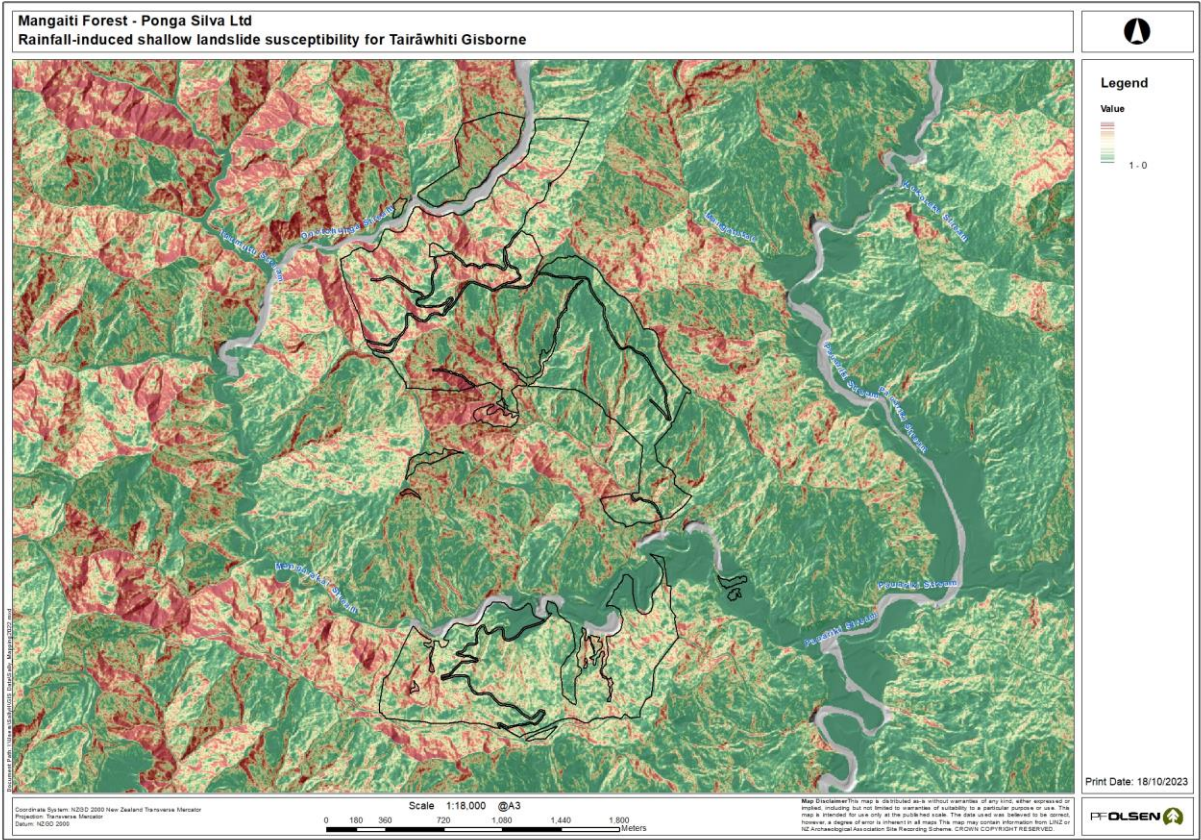 Mangaiti Forest - Ponga Silva Ltd
Rainfall-induced shallow landslide susceptibility for Tairāwhiti Gisborne
Legend
Value
1 - 0
Stream
Stream
Stream
Stream
Stream
Stream
Stream
Print Date: 18/10/2023
Coordinate System: NZGD 2000 New Zealand Transverse Mercator
Projection: Transverse Mercator
Datum: NZGD 2000
Scale 1:18,000 @A3
0 180 360 720 1,080 1,440 1,800
Meters
Map Disclaimer This map is distributed as-is without warranties of any kind, either expressed or
implied, including but not limited to warranties of suitability to a particular purpose or use. This
map is intended for use only at the published scale. The data used was believed to be correct,
however, a degree of error is inherent in all maps This map may contain information from LINZ or
NZ Archaeological Association Site Recording Scheme. CROWN COPYRIGHT RESERVED.
PF OLSEN